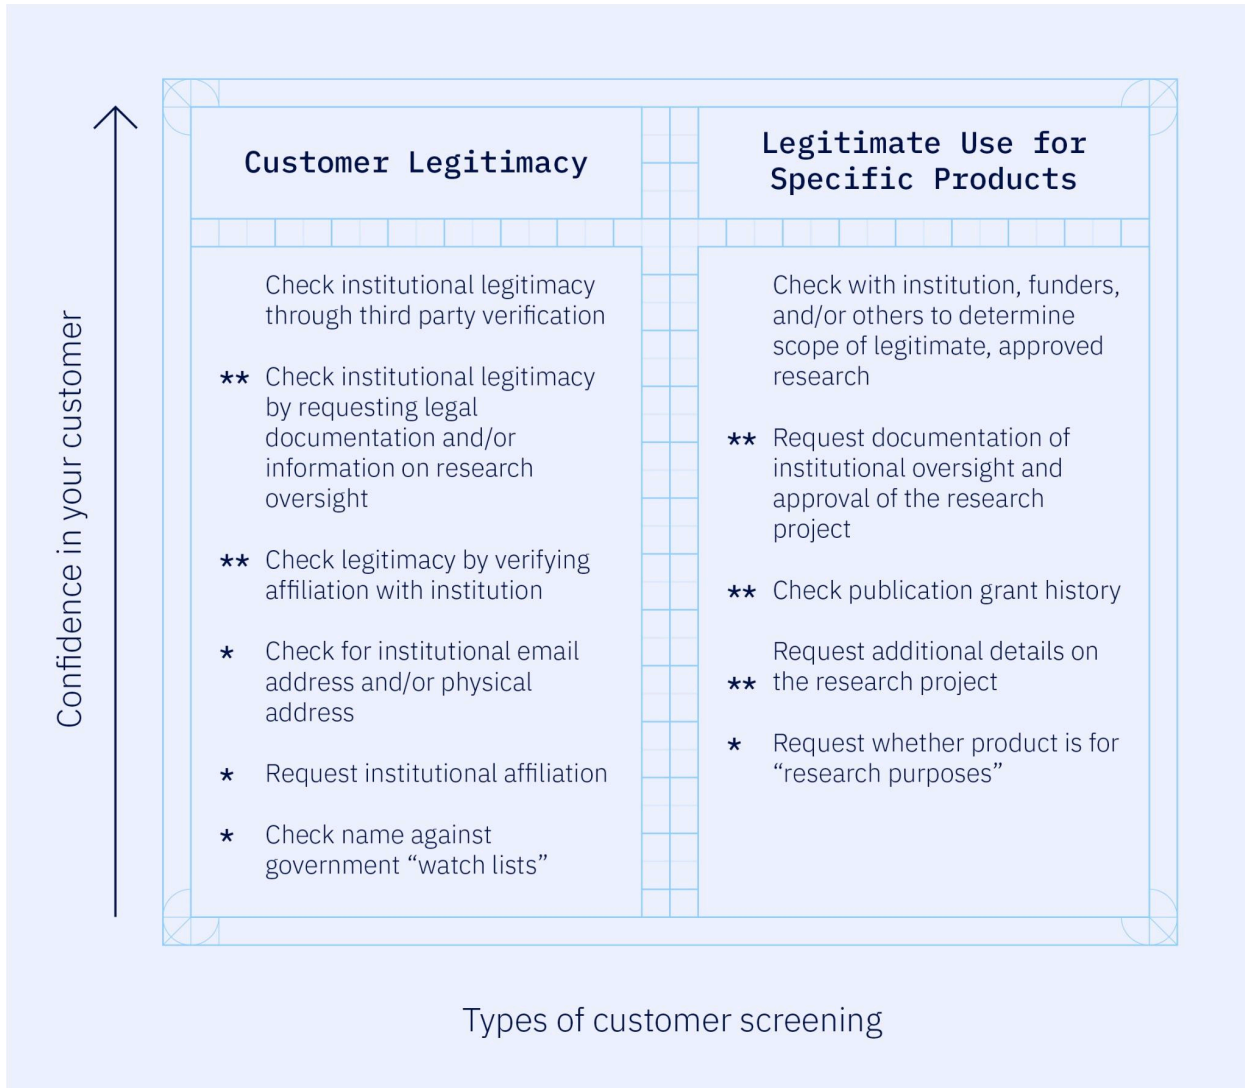 Customer Legitimacy
Legitimate Use for
Specific Products
Confidence in your customer
Check institutional legitimacy
through third party verification
** Check institutional legitimacy
by requesting legal
documentation and/or
information on research
oversight
** Check legitimacy by verifying
affiliation with institution
* Check for institutional email
address and/or physical
address
* Request institutional affiliation
* Check name against
government “watch lists”
Check with institution, funders,
and/or others to determine
scope of legitimate, approved
research
** Request documentation of
institutional oversight and
approval of the research
project
** Check publication grant history
Request additional details on
** the research project
* Request whether product is for
“research purposes”
Types of customer screening